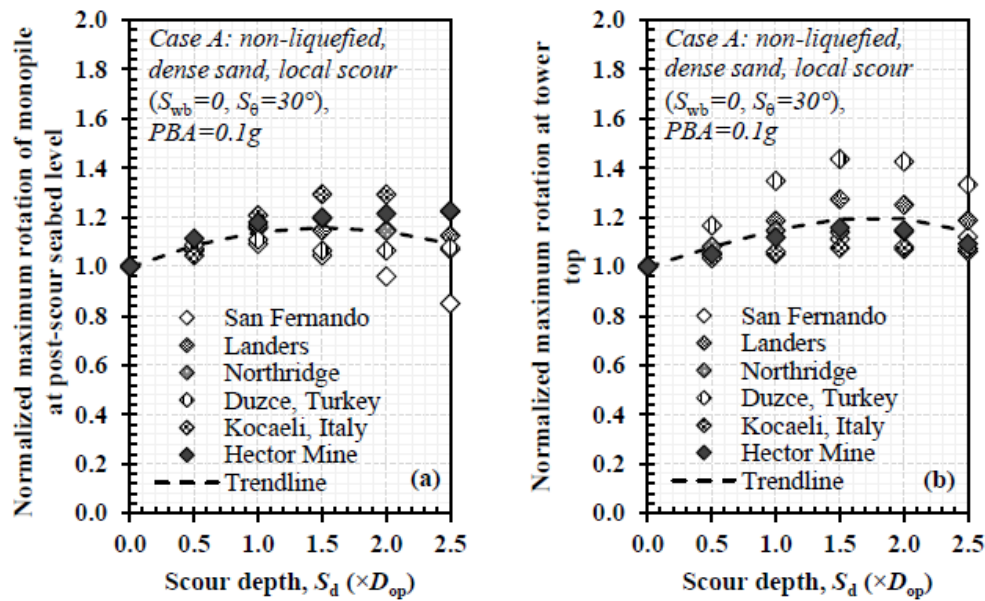 Normalized maximum rotation of monopile
at post-scour seabed level
2.0
1.8
1.6
1.4
1.2
1.0
0.8
0.6
0.4
0.2
0.0
Case A: non-liquefied,
dense sand, local scour
(Swb=0, Sθ=30°),
PBA=0.1g
San Fernando
Landers
Northridge
Duzce, Turkey
Kocaeli, Italy
Hector Mine
Trendline
(a)
0.0 0.5 1.0 1.5 2.0 2.5
Scour depth, Sd (×Dop)
Normalized maximum rotation at tower
top
2.0
1.8
1.6
1.4
1.2
1.0
0.8
0.6
0.4
0.2
0.0
Case A: non-liquefied,
dense sand, local scour
(Swb=0, Sθ=30°),
PBA=0.1g
San Fernando
Landers
Northridge
Duzce, Turkey
Kocaeli, Italy
Hector Mine
Trendline
(b)
0.0 0.5 1.0 1.5 2.0 2.5
Scour depth, Sd (×Dop)